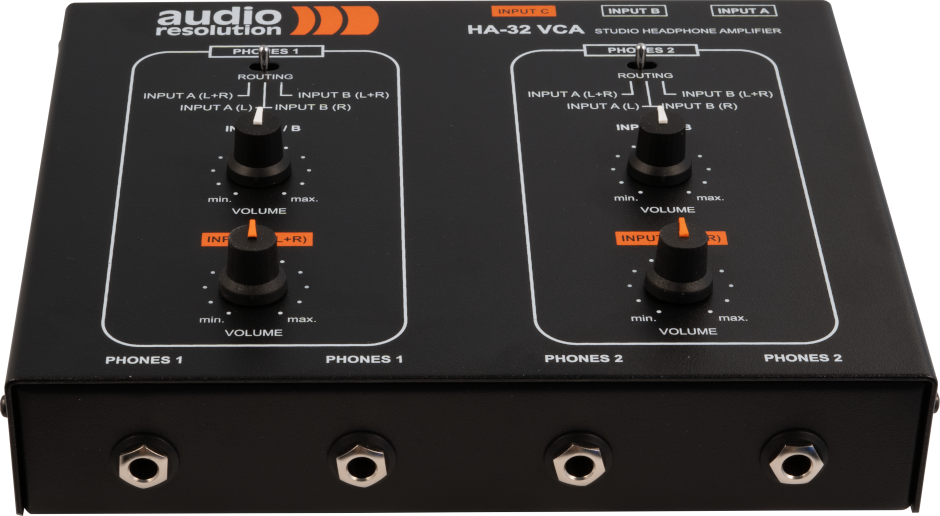 audio
resolution
INPUT C INPUT B INPUT A
HA-32 VCA STUDIO HEADPHONE AMPLIFIER
PHONES 1
ROUTING
INPUT A (L+R) INPUT B (L+R)
INPUT A (L) INPUT B (R)
B
min. max.
VOLUME
L+R)
min. max.
VOLUME
PHONES 2
ROUTING
INPUT A (L+R) INPUT B (L+R)
INPUT A (L) INPUT B (R)
min. max.
VOLUME
INPUT R)
min. max.
VOLUME
PHONES 1 PHONES 1 PHONES 2 PHONES 2